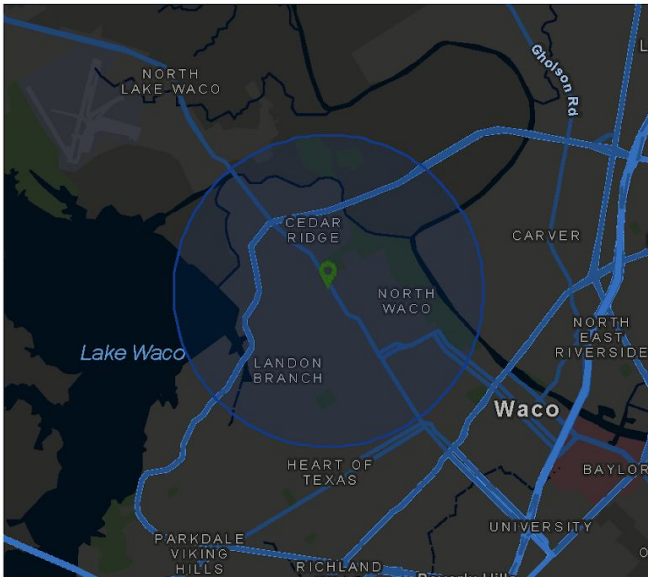 NORTH
LAKE WACO
Gholson Rd
CEDAR
RIDGE
CARVER
NORTH
WACO
NORTH
EAST
RIVERSIDE
Lake Waco
LANDON
BRANCH
Waco
HEART OF
TEXAS
BAYLOR
UNIVERSITY
PARKDALE
VIKING
HILLS
RICHLAND